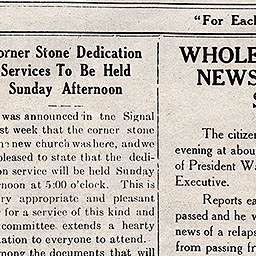 "For Each
orner Stone Dedication
Services To Be Held
Sunday Afternoon
was announced in the Signal
st week that the corner stone
new church was here, and we
pleased to state that the dedi-
on service will be held Sunday
noon at 5:00 o'clock. This is
ry appropriate and pleasant
for a service of this kind and
committee extends a hearty
ation to everyone to attend.
mong the documents that will
WHOLE
NEWS
S
The citizen
evening at abou
of President Wa
Executive.
Reports ea
passed and he w
news of a relaps
from passing fr